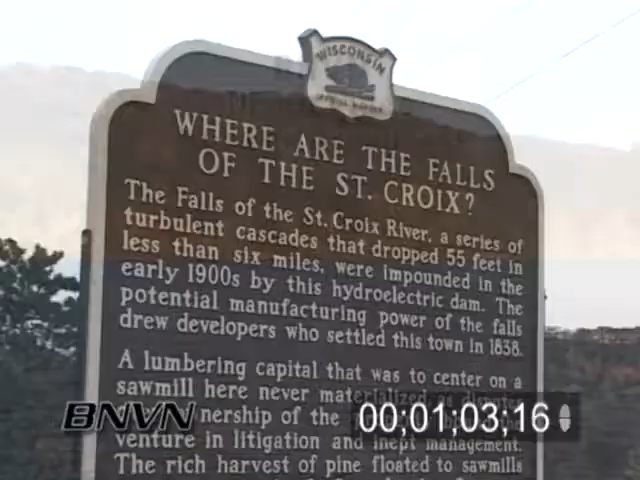 WISCONSIN
WHERE ARE THE FALLS
OF THE ST. CROIX?
The Falls of the St. Croix River, a series of
turbulent cascades that dropped 55 feet in
less than six miles, were impounded in the
early 1900s by this hydroelectric dam. The
potential manufacturing power of the falls
drew developers who settled this town in 1838.
A lumbering capital that was to center on a
sawmill here never materialized as
nership of the
BNVN
00;01;03;16
venture in litigation and inept management.
The rich harvest of pine floated to sawmills